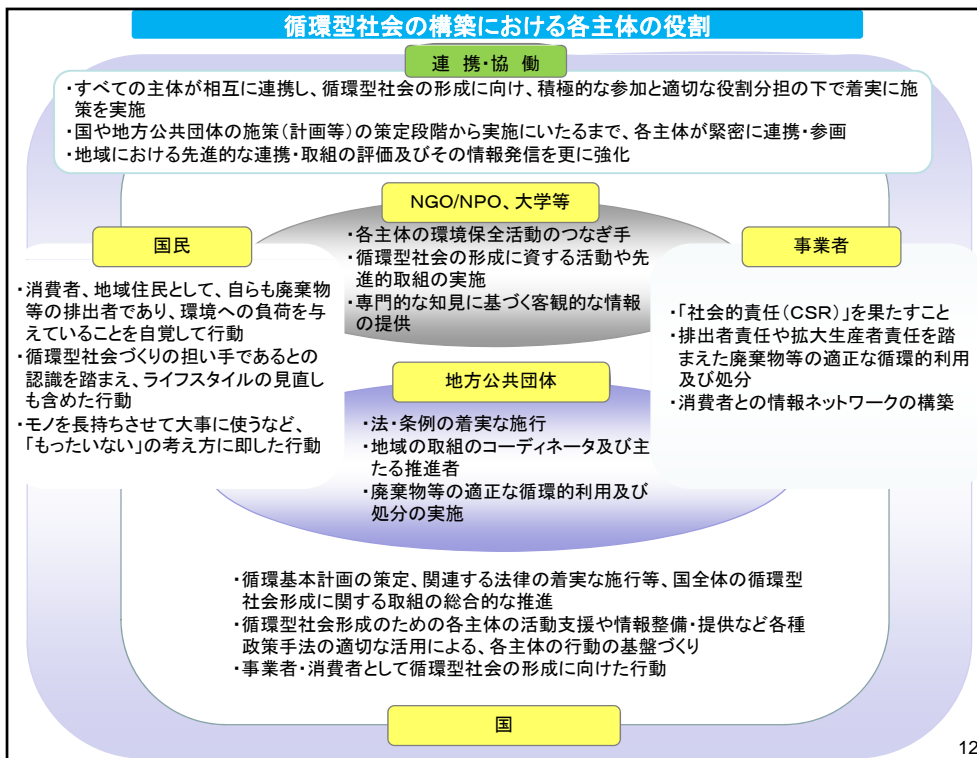 循環型社会の構築における各主体の役割
連 携・協 働
・すべての主体が相互に連携し、循環型社会の形成に向け、積極的な参加と適切な役割分担の下で着実に施
策を実施
・国や地方公共団体の施策(計画等)の策定段階から実施にいたるまで、各主体が緊密に連携・参画
・地域における先進的な連携・取組の評価及びその情報発信を更に強化
NGO/NPO、大学等
・各主体の環境保全活動のつなぎ手
・循環型社会の形成に資する活動や先
進的取組の実施
・専門的な知見に基づく客観的な情報
の提供
国民
・消費者、地域住民として、自らも廃棄物
等の排出者であり、環境への負荷を与
えていることを自覚して行動
・循環型社会づくりの担い手であるとの
認識を踏まえ、ライフスタイルの見直し
も含めた行動
・モノを長持ちさせて大事に使うなど、
「もったいない」の考え方に即した行動
事業者
・「社会的責任(CSR)」を果たすこと
・排出者責任や拡大生産者責任を踏
まえた廃棄物等の適正な循環的利用
及び処分
・消費者との情報ネットワークの構築
地方公共団体
・法・条例の着実な施行
・地域の取組のコーディネータ及び主
たる推進者
・廃棄物等の適正な循環的利用及び
処分の実施
・循環基本計画の策定、関連する法律の着実な施行等、国全体の循環型
社会形成に関する取組の総合的な推進
・循環型社会形成のための各主体の活動支援や情報整備・提供など各種
政策手法の適切な活用による、各主体の行動の基盤づくり
・事業者・消費者として循環型社会の形成に向けた行動
国
12